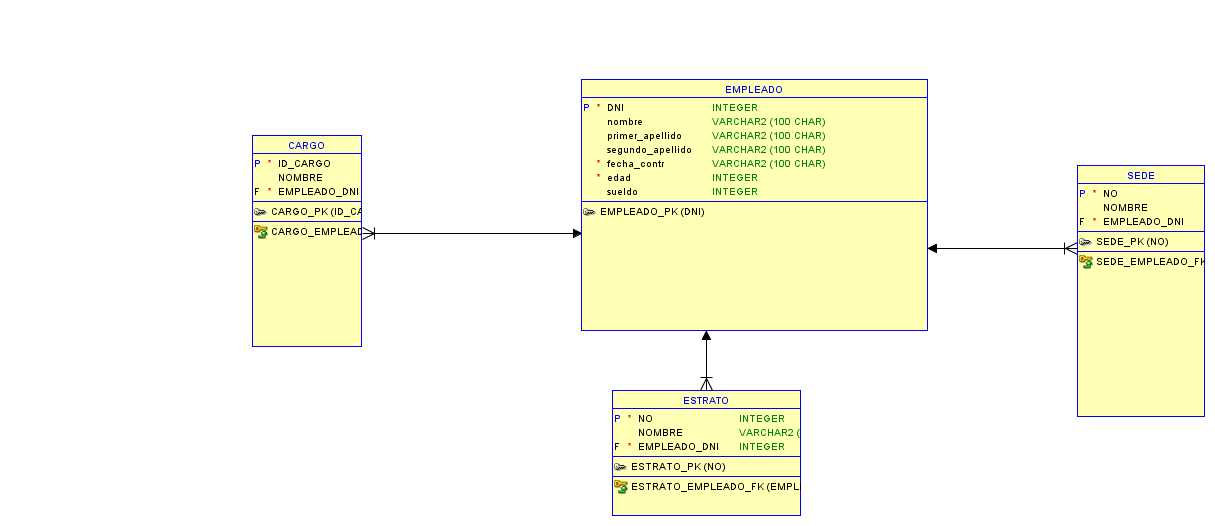 EMPLEADO
P * DNI INTEGER
nombre VARCHAR2 (100 CHAR)
primer_apellido VARCHAR2 (100 CHAR)
segundo_apellido VARCHAR2 (100 CHAR)
* fecha_contr VARCHAR2 (100 CHAR)
* edad INTEGER
sueldo INTEGER
EMPLEADO_PK (DNI)
CARGO
P * ID_CARGO
NOMBRE
F * EMPLEADO_DNI
CARGO_PK (ID_CA
CARGO_EMPLEAD
SEDE
P * NO
NOMBRE
F * EMPLEADO_DNI
SEDE_PK (NO)
SEDE_EMPLEADO_FK
ESTRATO
P * NO INTEGER
NOMBRE VARCHAR2 (
F * EMPLEADO_DNI INTEGER
ESTRATO_PK (NO)
ESTRATO_EMPLEADO_FK (EMPL